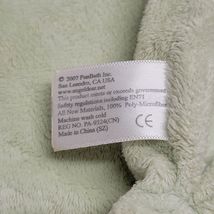 © 2007 PunBeth Inc.
San Leandro, CA USA
www.angeldear.net
This product meets or exceeds government
Safety regulations including EN71
All New Materials, 100% Poly-Microfiber
Machine wash cold
REG NO. PA-9324(CN)
Made in China (SZ)
CE